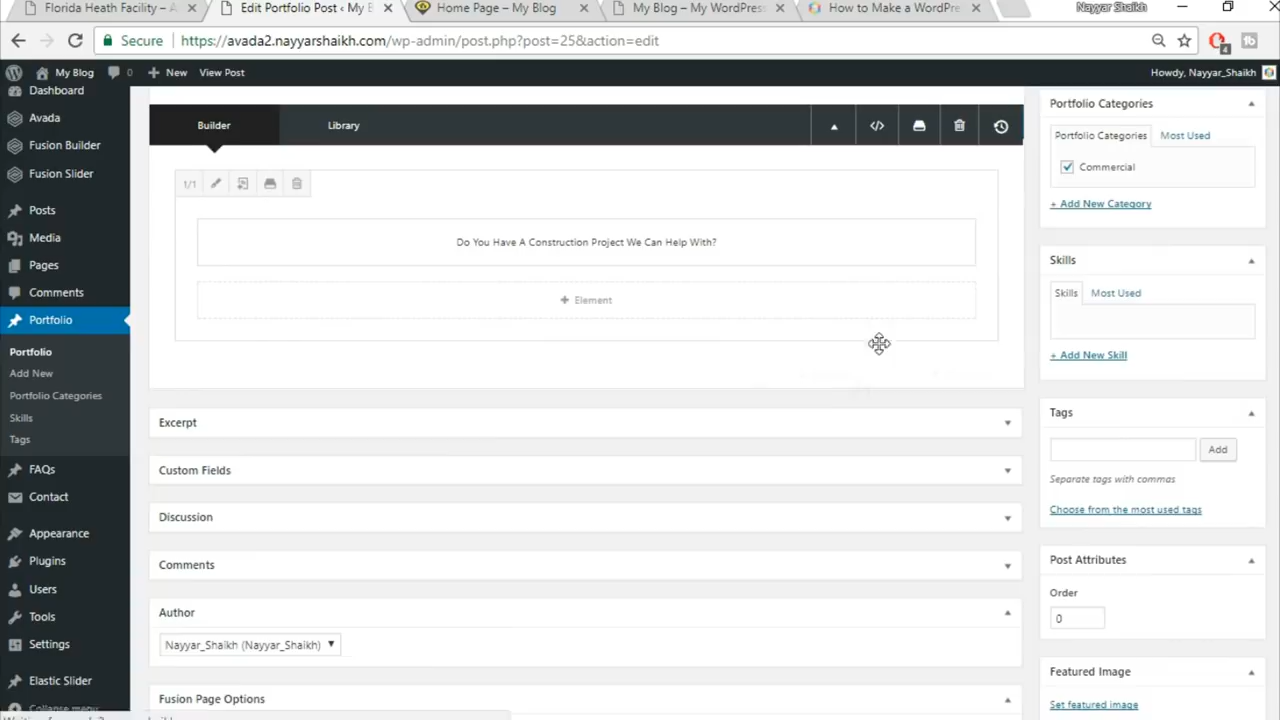 Florida Heath Facility – A
Edit Portfolio Post ‹ My B
Home Page – My Blog
My Blog – My WordPress
How to Make a WordPre
Nayyar Shaikh
Secure
https://avada2.nayyarshaikh.com/wp-admin/post.php?post=25&action=edit
4
My Blog
0
New
View Post
Howdy, Nayyar_Shaikh
Dashboard
Avada
Fusion Builder
Fusion Slider
Posts
Media
Pages
Comments
Portfolio
Portfolio
Add New
Portfolio Categories
Skills
Tags
FAQs
Contact
Appearance
Plugins
Users
Tools
Settings
Elastic Slider
Collapse menu
Builder
Library
1/1
Do You Have A Construction Project We Can Help With?
+ Element
Excerpt
Custom Fields
Discussion
Comments
Author
Nayyar_Shaikh (Nayyar_Shaikh)
Fusion Page Options
Portfolio Categories
Portfolio Categories
Most Used
Commercial
+ Add New Category
Skills
Skills
Most Used
+ Add New Skill
Tags
Add
Separate tags with commas
Choose from the most used tags
Post Attributes
Order
0
Featured Image
Set featured image